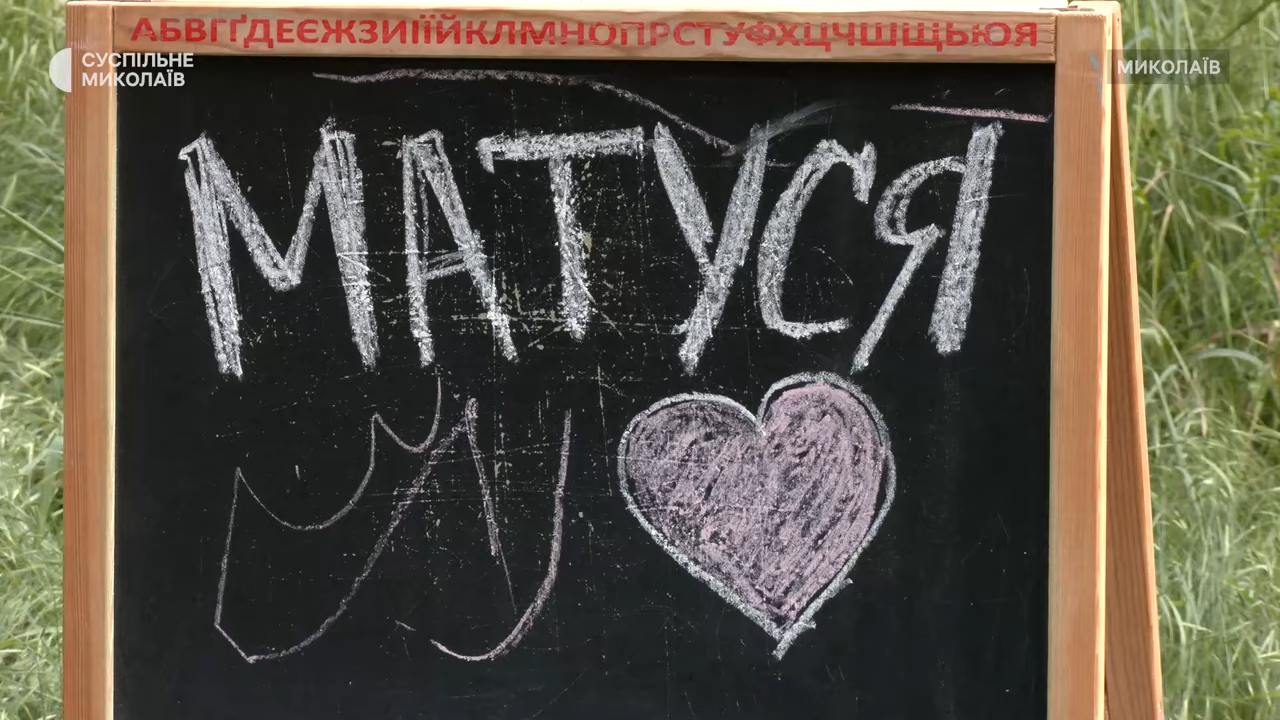 АБВГҐДЕЄЖЗИІЇЙКЛМНОПРСТУФХЦЧШЩЬЮЯ
СУСПІЛЬНЕ
МИКОЛАЇВ
МИКОЛАЇВ
МАТУСЯ